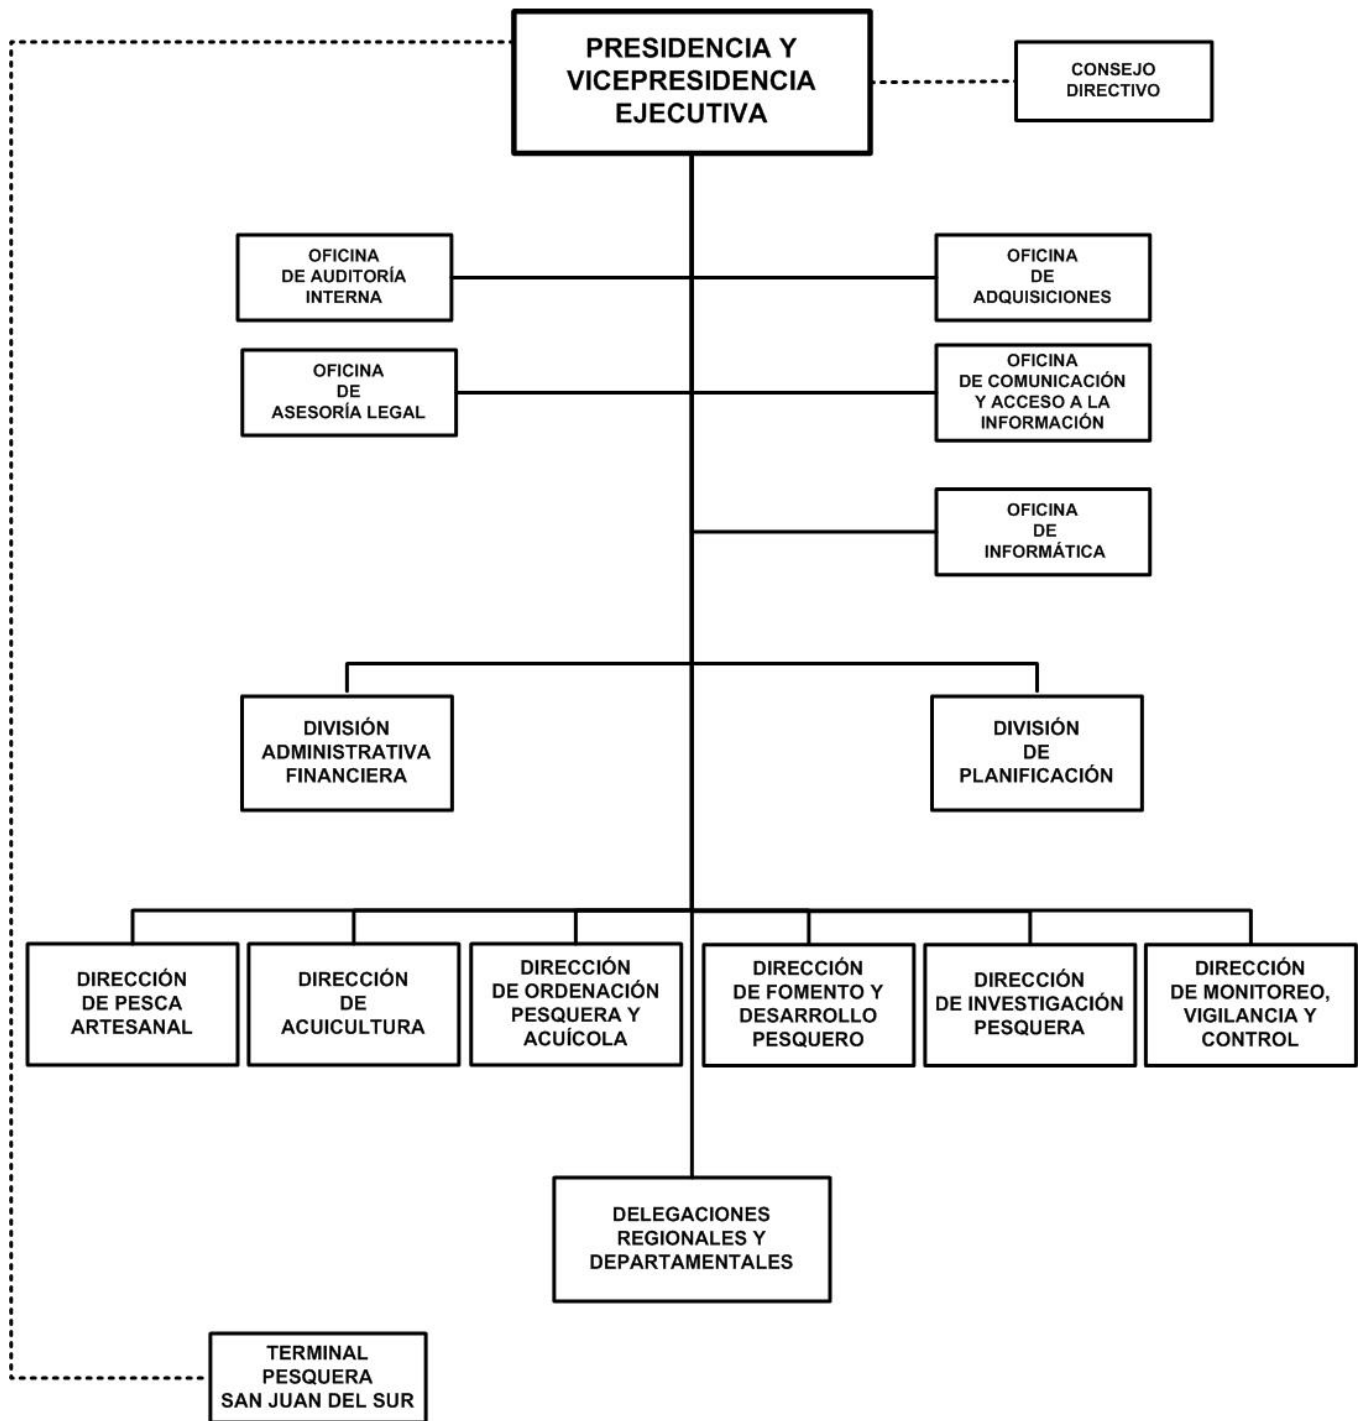 PRESIDENCIA Y
VICEPRESIDENCIA
EJECUTIVA
CONSEJO
DIRECTIVO
OFICINA
DE AUDITORÍA
INTERNA
OFICINA
DE
ADQUISICIONES
OFICINA
DE
ASESORÍA LEGAL
OFICINA
DE COMUNICACIÓN
Y ACCESO A LA
INFORMACIÓN
OFICINA
DE
INFORMÁTICA
DIVISIÓN
ADMINISTRATIVA
FINANCIERA
DIVISIÓN
DE
PLANIFICACIÓN
DIRECCIÓN
DE PESCA
ARTESANAL
DIRECCIÓN
DE
ACUICULTURA
DIRECCIÓN
DE ORDENACIÓN
PESQUERA Y
ACUÍCOLA
DIRECCIÓN
DE FOMENTO Y
DESARROLLO
PESQUERO
DIRECCIÓN
DE INVESTIGACIÓN
PESQUERA
DIRECCIÓN
DE MONITOREO,
VIGILANCIA Y
CONTROL
DELEGACIONES
REGIONALES Y
DEPARTAMENTALES
TERMINAL
PESQUERA
SAN JUAN DEL SUR